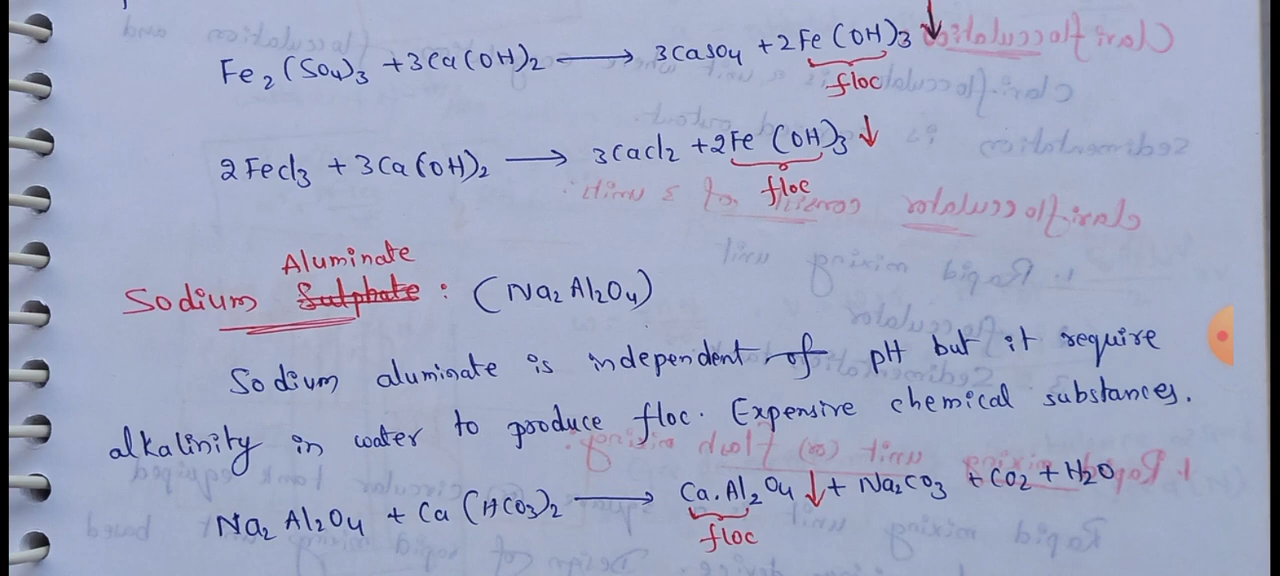 Fe₂(SO₄)₃ + 3Ca(OH)₂ ⟶ 3CaSO₄ + 2Fe(OH)₃ ↓
floc
2FeCl₃ + 3Ca(OH)₂ ⟶ 3CaCl₂ + 2Fe(OH)₃ ↓
floc
Aluminate
Sodium Sulphate : (Na₂Al₂O₄)
Sodium aluminate is independent of pH but it require
alkalinity in water to produce floc. Expensive chemical substances.
Na₂Al₂O₄ + Ca(HCO₃)₂ ⟶ Ca.Al₂O₄ ↓ + Na₂CO₃ + CO₂ + H₂O
floc